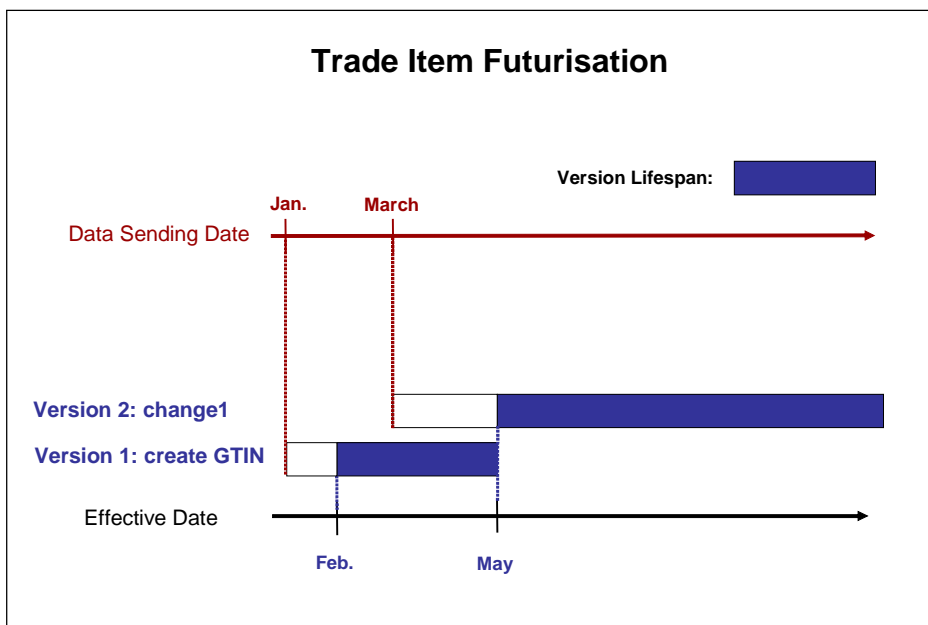 Trade Item Futurisation
Version Lifespan:
Jan.
March
Data Sending Date
Version 2: change1
Version 1: create GTIN
Effective Date
Feb.
May